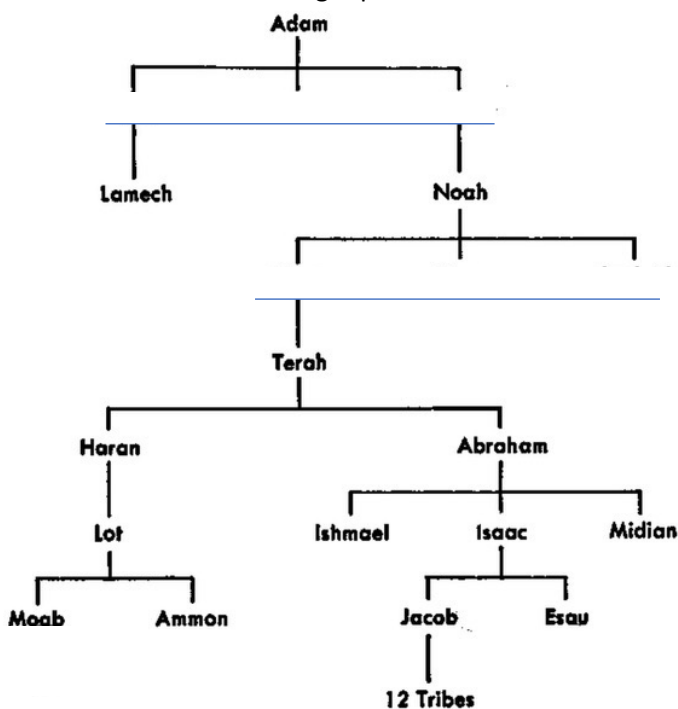 Adam
Lamech Noah
Terah
Haran Abraham
Lot Ishmael Isaac Midian
Moab Ammon Jacob Esau
12 Tribes